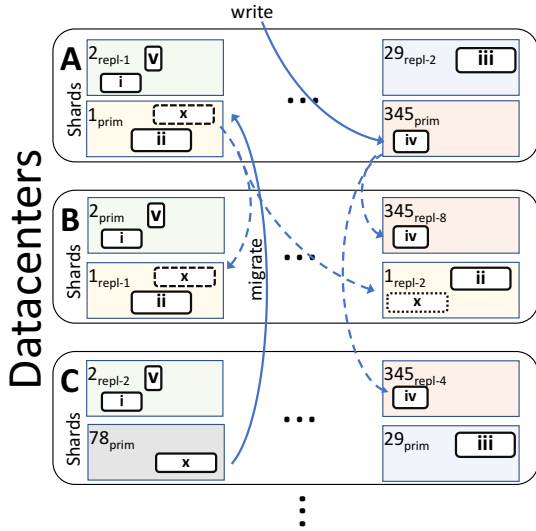 write
A
2repl-1
v
i
1prim
x
ii
...
29repl-2
iii
345prim
iv
Shards
Datacenters
B
2prim
v
i
1repl-1
x
ii
...
migrate
345repl-8
iv
1repl-2
ii
x
Shards
C
2repl-2
v
i
78prim
x
...
345repl-4
iv
29prim
iii
Shards